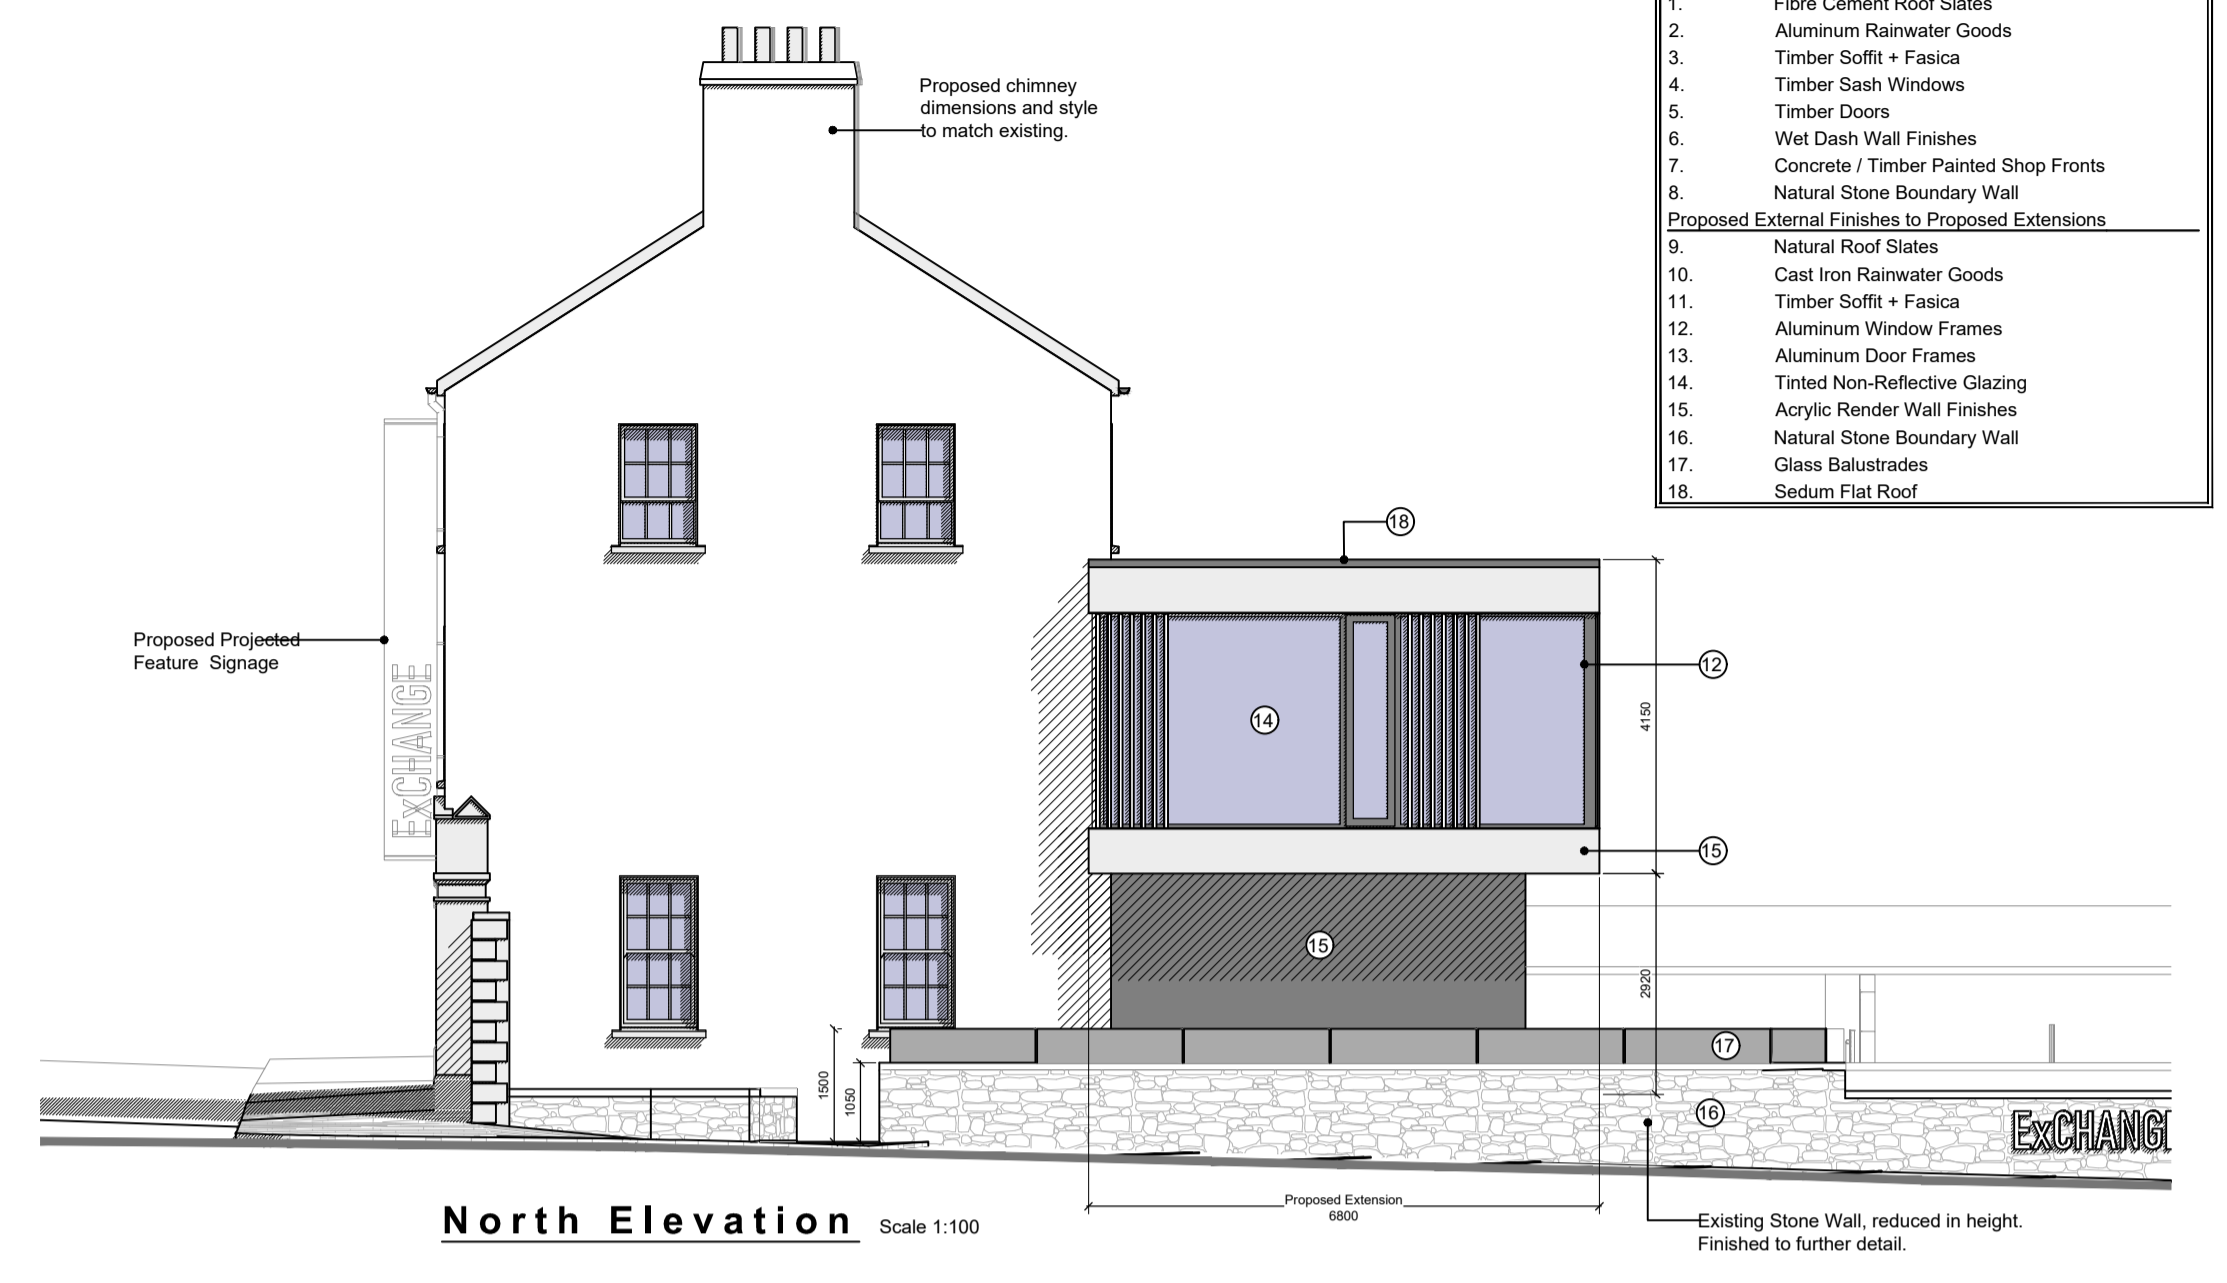 1. Fibre Cement Roof Slates
2. Aluminum Rainwater Goods
3. Timber Soffit + Fasica
4. Timber Sash Windows
5. Timber Doors
6. Wet Dash Wall Finishes
7. Concrete / Timber Painted Shop Fronts
8. Natural Stone Boundary Wall
Proposed External Finishes to Proposed Extensions
9. Natural Roof Slates
10. Cast Iron Rainwater Goods
11. Timber Soffit + Fasica
12. Aluminum Window Frames
13. Aluminum Door Frames
14. Tinted Non-Reflective Glazing
15. Acrylic Render Wall Finishes
16. Natural Stone Boundary Wall
17. Glass Balustrades
18. Sedum Flat Roof
Proposed chimney
dimensions and style
to match existing.
18
Proposed Projected
Feature Signage
ExCHANGE
12
14
4150
15
15
2920
17
1500
1050
16
ExCHANG
Proposed Extension
6800
North Elevation Scale 1:100
Existing Stone Wall, reduced in height.
Finished to further detail.